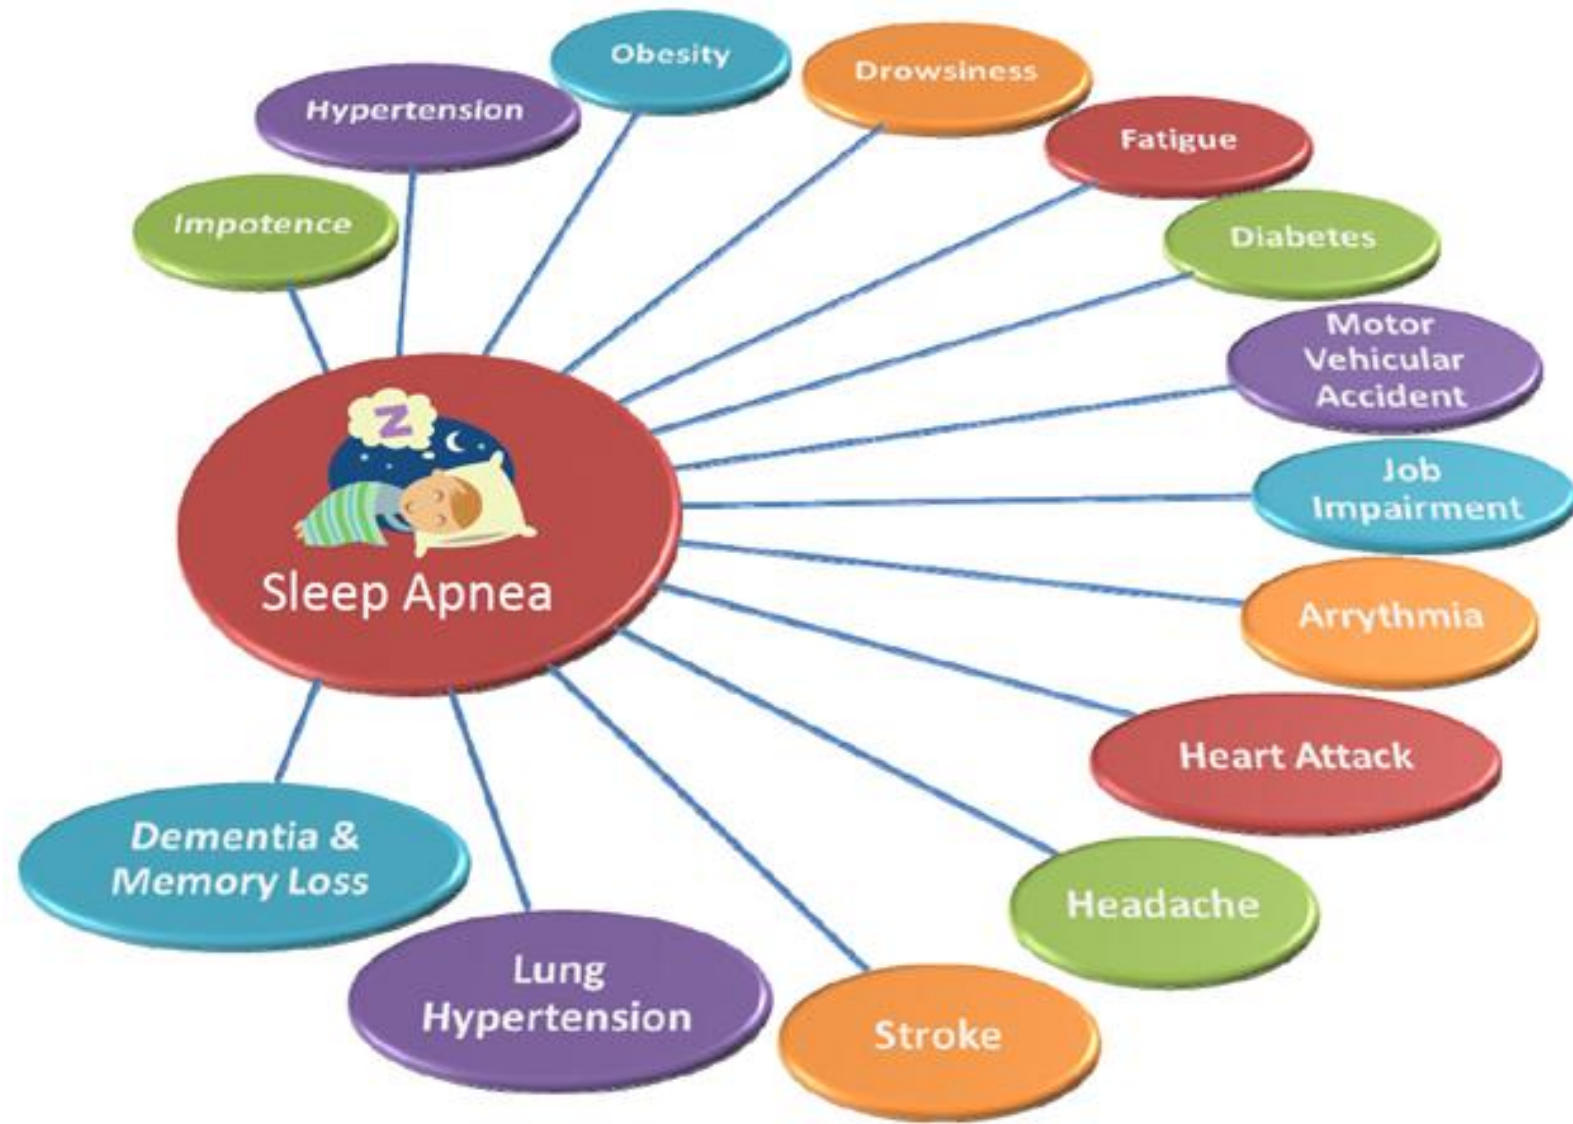 Obesity
Drowsiness
Hypertension
Fatigue
Impotence
Diabetes
Motor
Vehicular
Accident
Z
Job
Impairment
Sleep Apnea
Arrythmia
Heart Attack
Dementia &
Memory Loss
Headache
Lung
Hypertension
Stroke